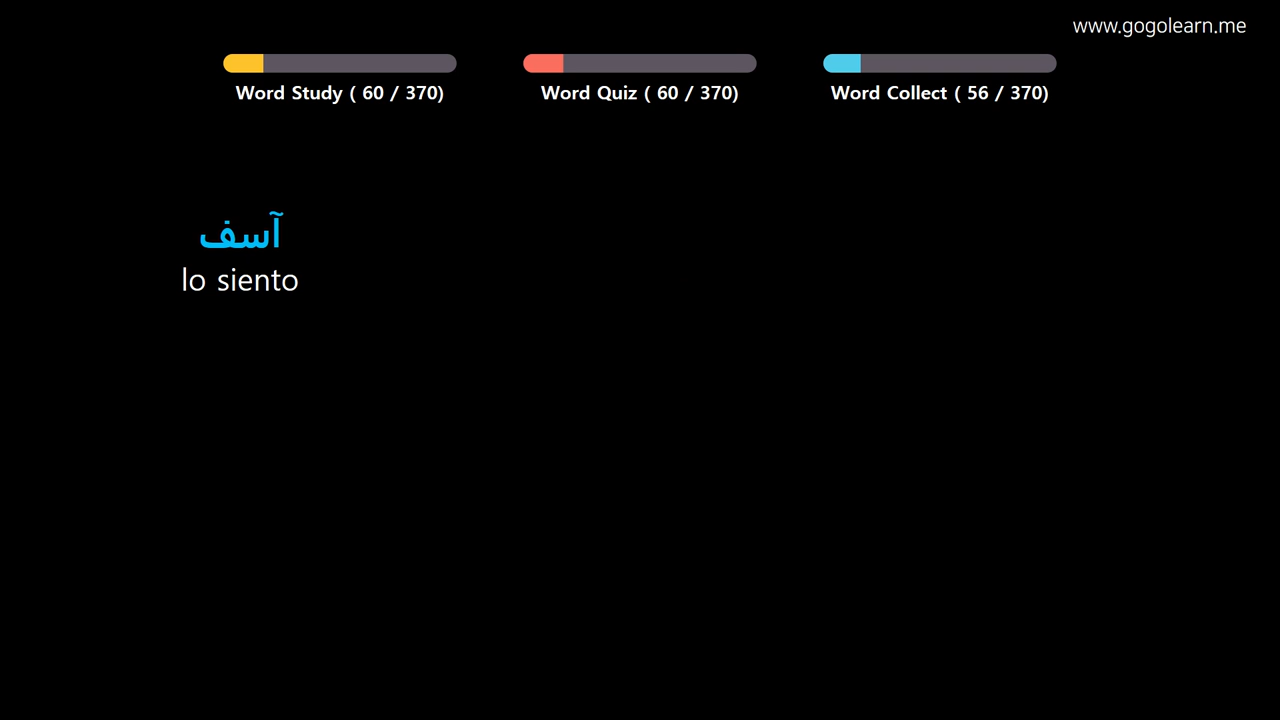 www.gogolearn.me
Word Study ( 60 / 370)
Word Quiz ( 60 / 370)
Word Collect ( 56 / 370)
آسف
lo siento